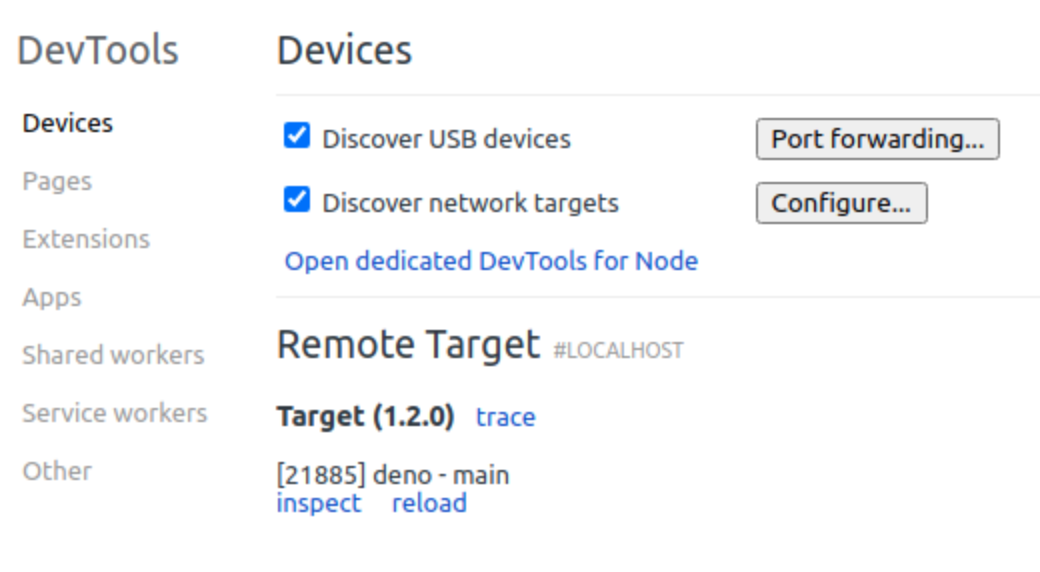 DevTools
Devices
Pages
Extensions
Apps
Shared workers
Service workers
Other
Devices
Discover USB devices
Port forwarding...
Discover network targets
Configure...
Open dedicated DevTools for Node
Remote Target #LOCALHOST
Target (1.2.0) trace
[21885] deno - main
inspect reload